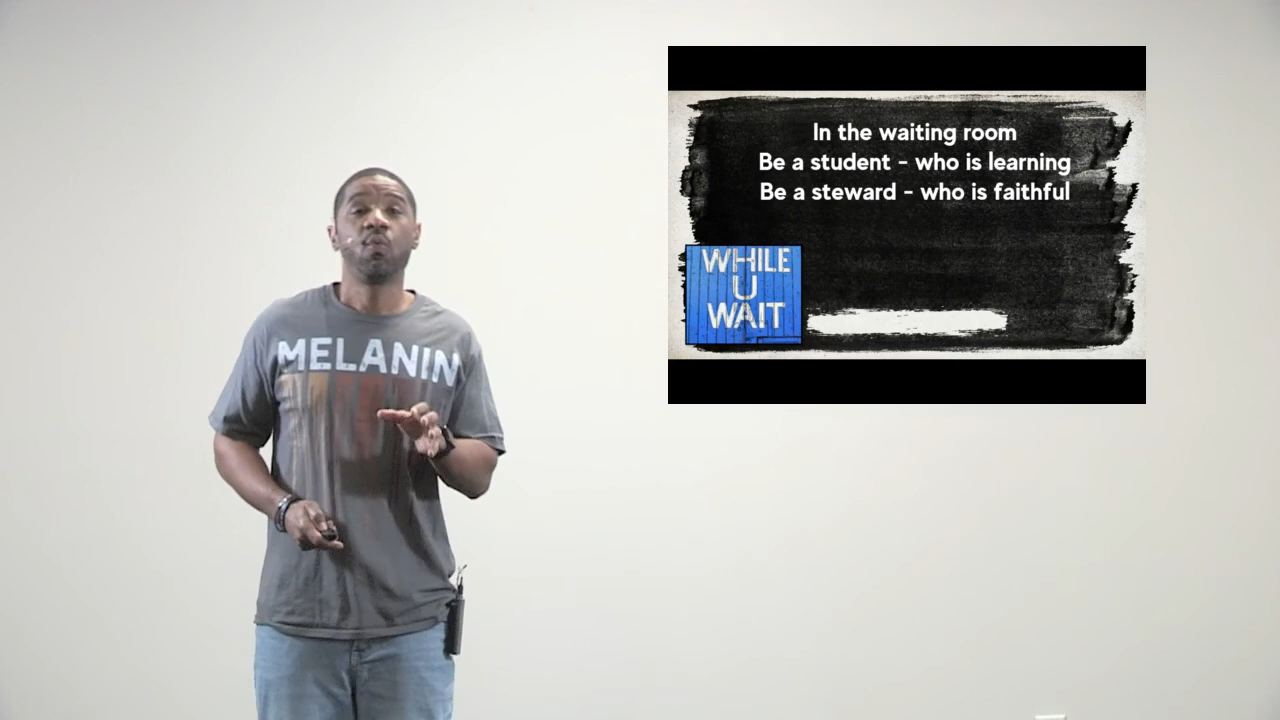 In the waiting room
Be a student - who is learning
Be a steward - who is faithful
WHILE
U
WAIT
MELANIN